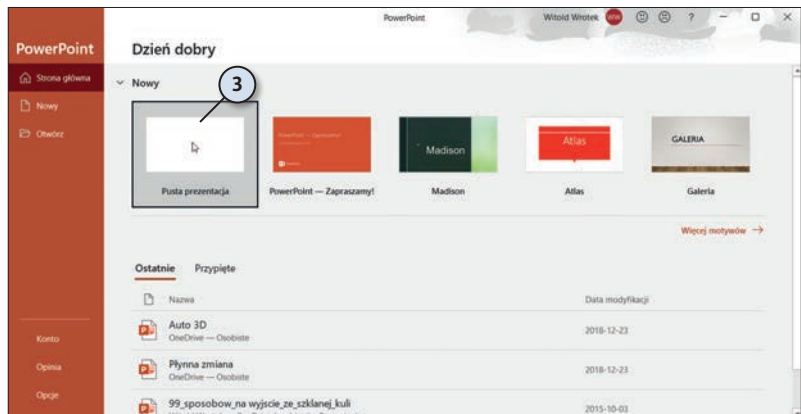 PowerPoint
Witold Wrotek WW
?
PowerPoint
Dzień dobry
Strona główna
Nowy
Otwórz
Konto
Opinia
Opcje
Nowy
3
Madison
Atlas
GALERIA
Pusta prezentacja
PowerPoint — Zapraszamy!
Madison
Atlas
Galeria
Więcej motywów
Ostatnie Przypięte
Nazwa Data modyfikacji
Auto 3D 2018-12-23
OneDrive — Osobiste
Płynna zmiana 2018-12-23
OneDrive — Osobiste
99_sposobow_na wyjscie_ze_szklanej_kuli
2015-10-03